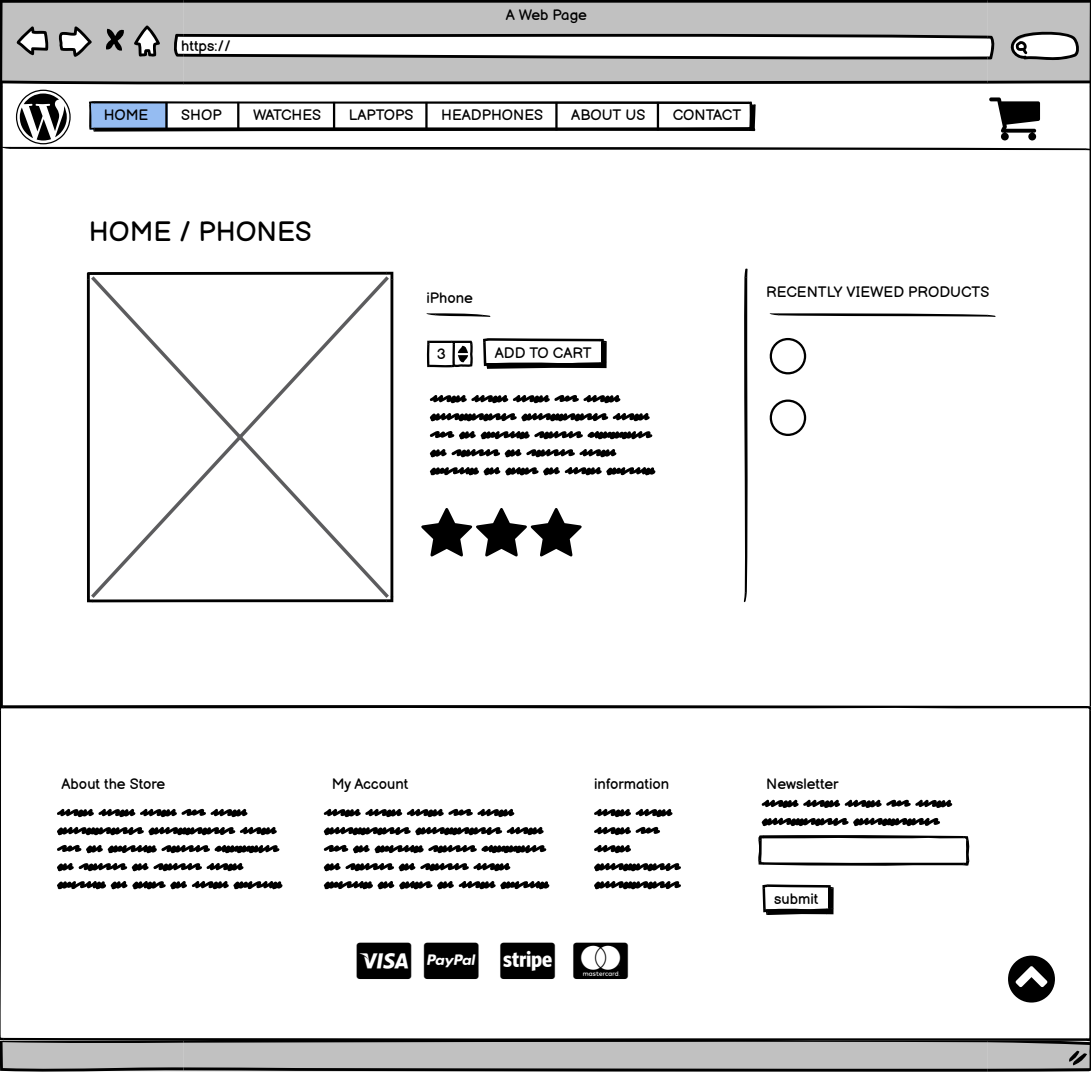 A Web Page
https://
HOME SHOP WATCHES LAPTOPS HEADPHONES ABOUT US CONTACT
HOME / PHONES
iPhone
3 ADD TO CART
RECENTLY VIEWED PRODUCTS
About the Store
My Account
information
Newsletter
submit
VISA PayPal stripe mastercard